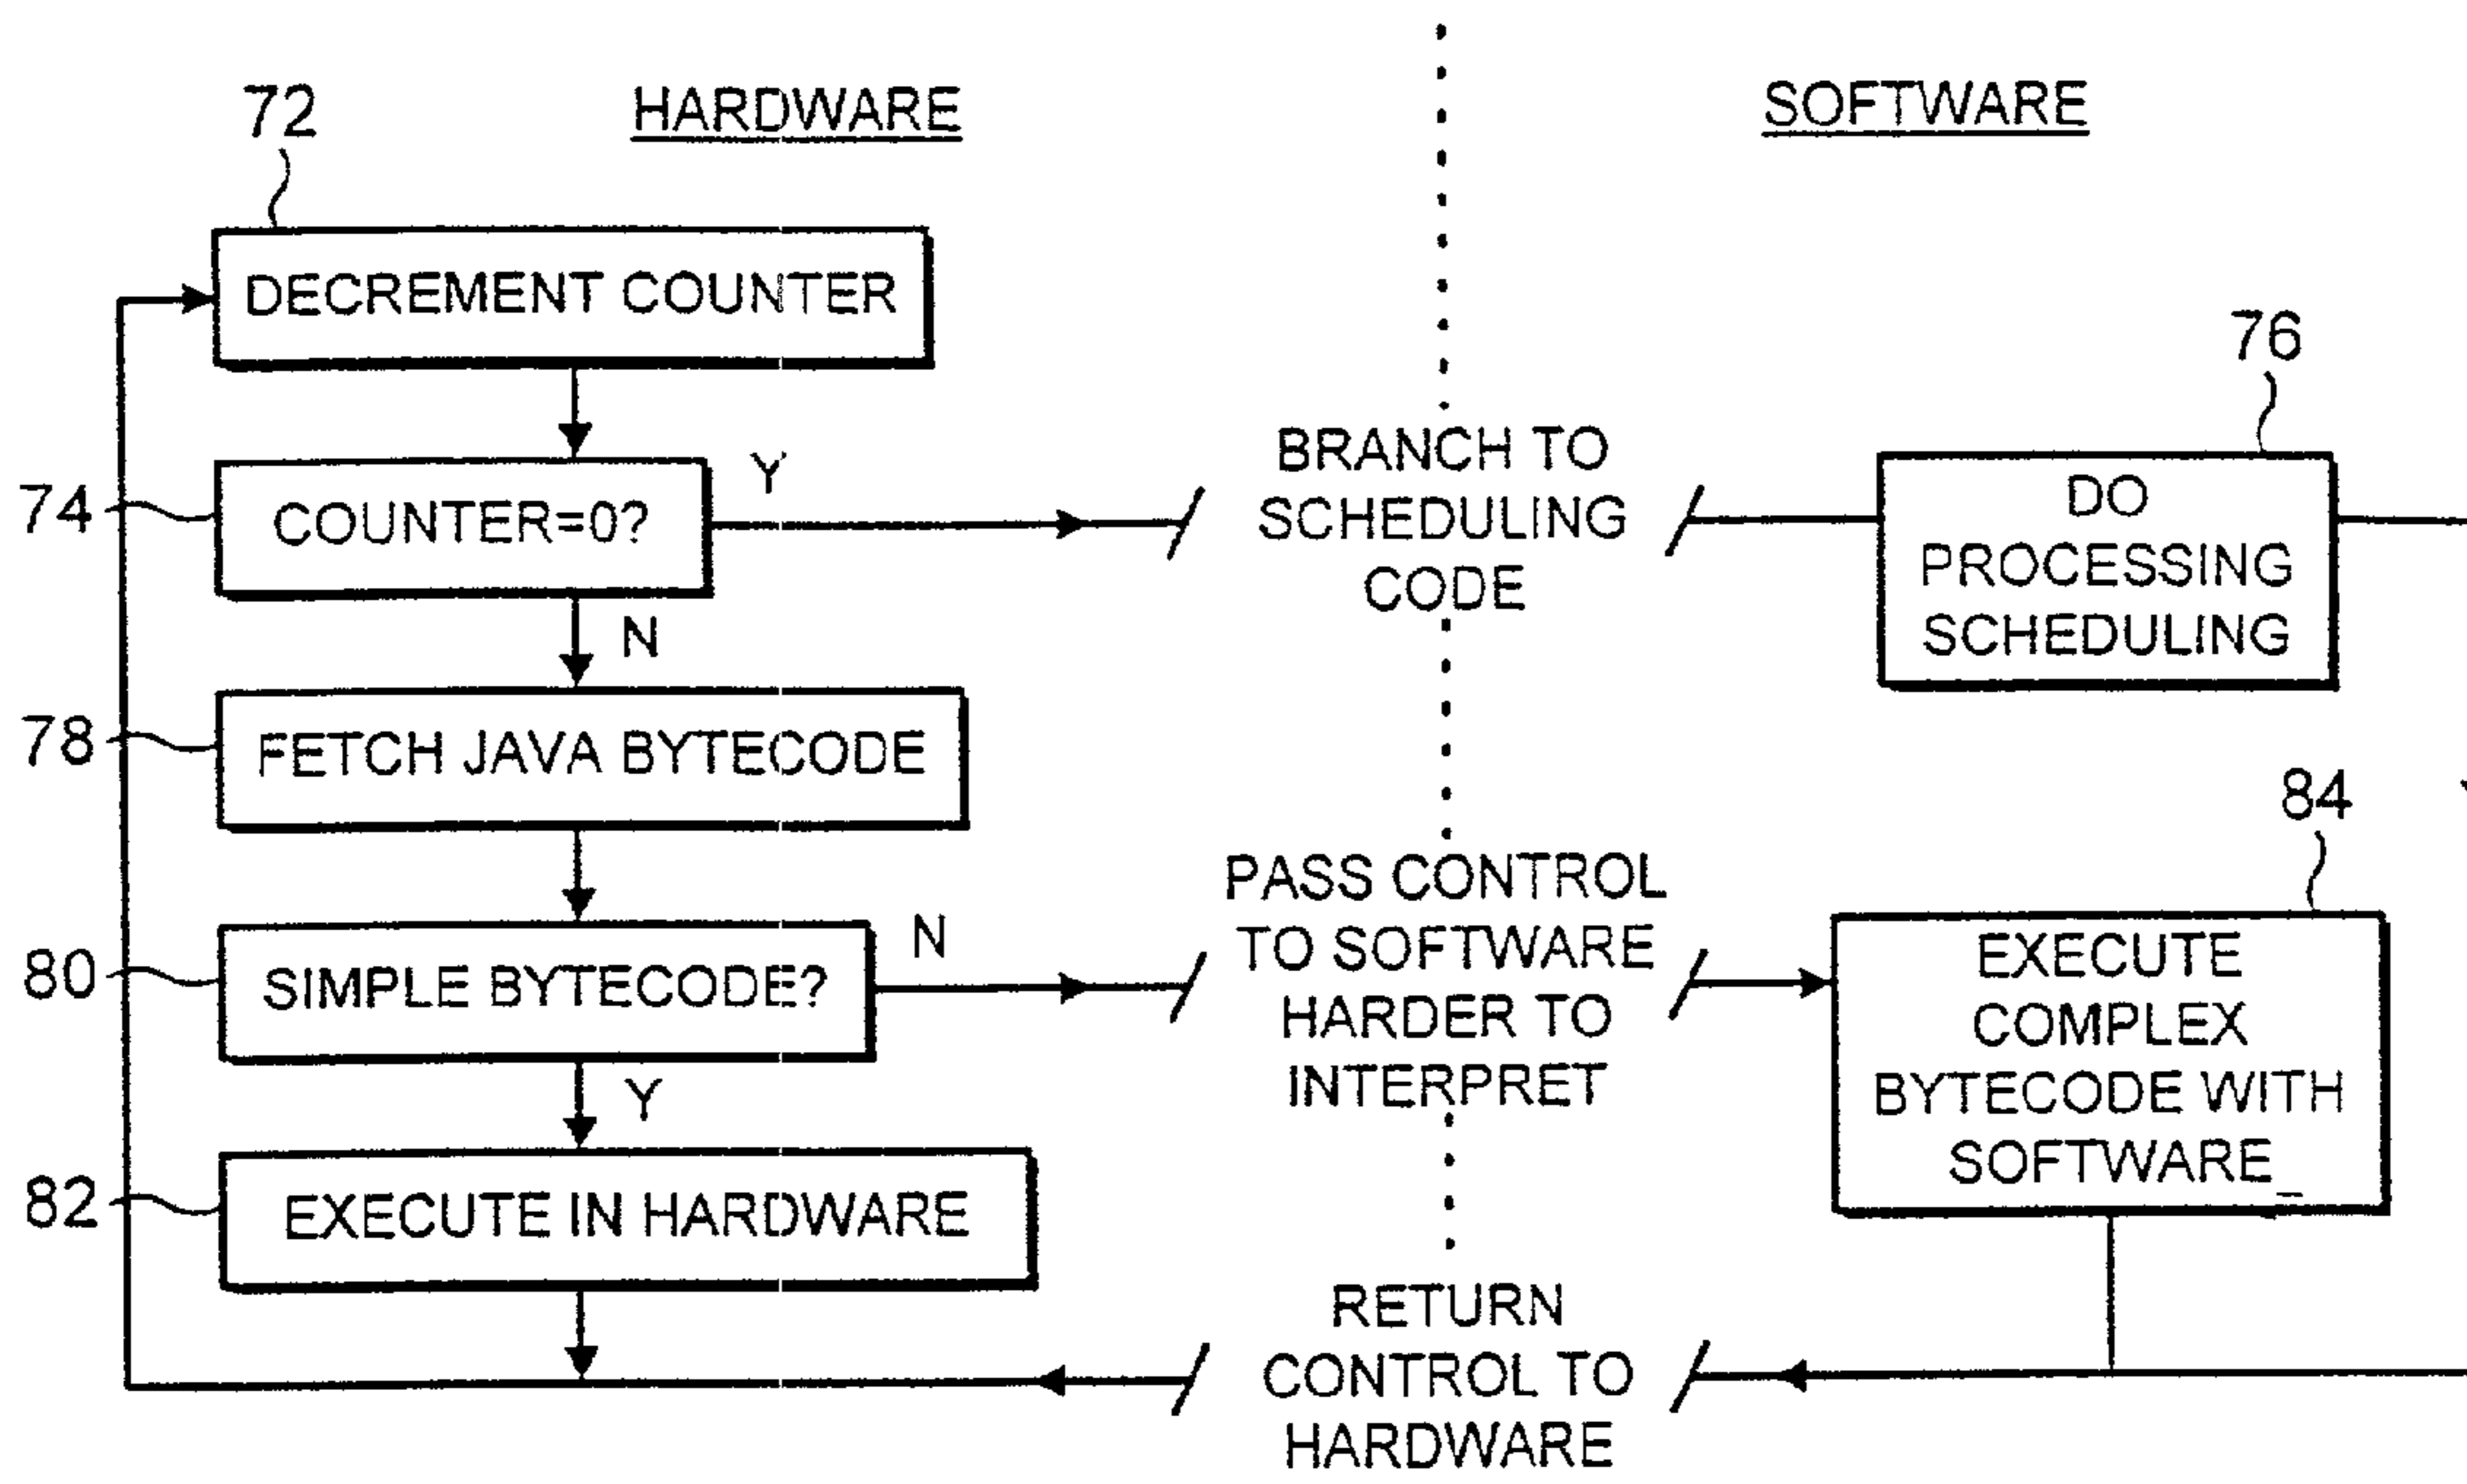 HARDWARE
SOFTWARE
72
DECREMENT COUNTER
74
COUNTER=0?
Y
N
BRANCH TO
SCHEDULING
CODE
76
DO
PROCESSING
SCHEDULING
78
FETCH JAVA BYTECODE
80
SIMPLE BYTECODE?
N
Y
PASS CONTROL
TO SOFTWARE
HARDER TO
INTERPRET
84
EXECUTE
COMPLEX
BYTECODE WITH
SOFTWARE
82
EXECUTE IN HARDWARE
RETURN
CONTROL TO
HARDWARE